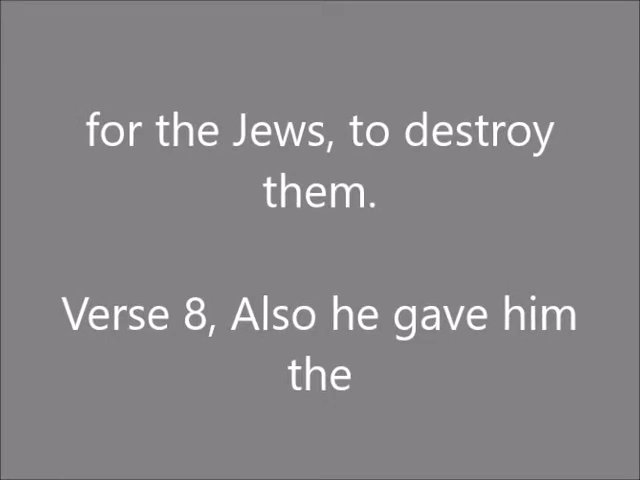 for the Jews, to destroy
them.
Verse 8, Also he gave him
the